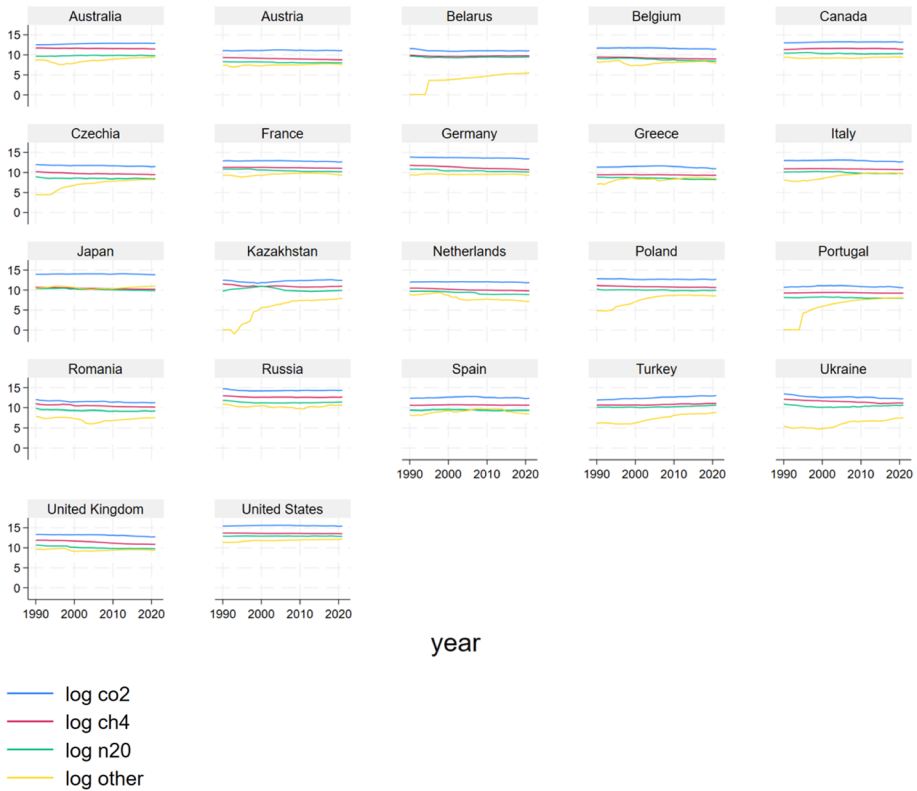 Australia Austria Belarus Belgium Canada
15
10
5
0
Czechia France Germany Greece Italy
15
10
5
0
Japan Kazakhstan Netherlands Poland Portugal
15
10
5
0
Romania Russia Spain Turkey Ukraine
15
10
5
0
1990 2000 2010 2020 1990 2000 2010 2020 1990 2000 2010 2020
United Kingdom United States
15
10
5
0
1990 2000 2010 2020 1990 2000 2010 2020
year
log co2
log ch4
log n20
log other